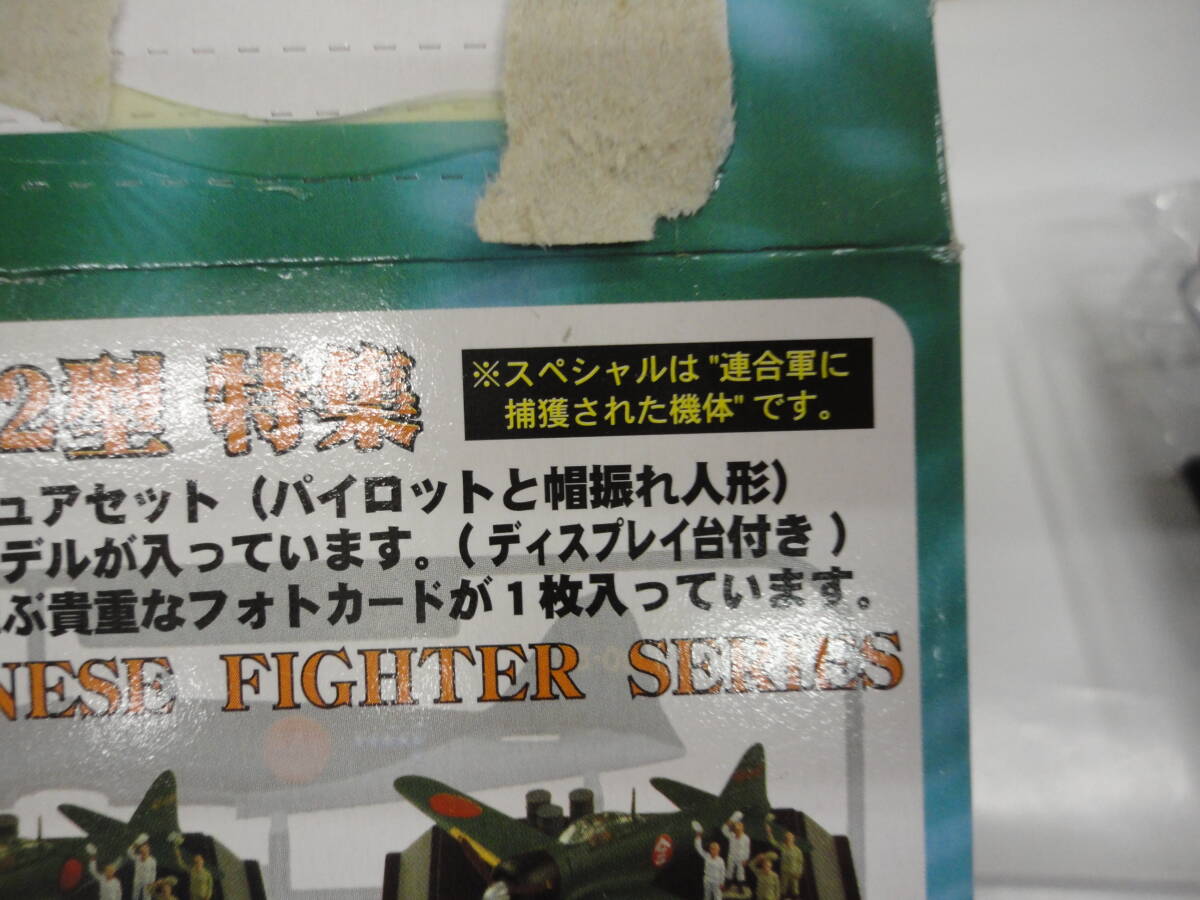 2型 特集
※スペシャルは "連合軍に
捕獲された機体" です。
ュアセット（パイロットと帽振れ人形）
デルが入っています。( ディスプレイ台付き )
ぶ貴重なフォトカードが１枚入っています。
NESE FIGHTER SERIES